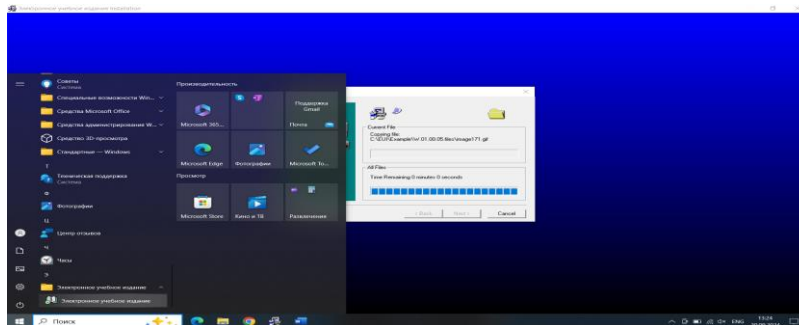 Электронное учебное издание Installation
Советы
Система
Специальные возможности Win...
Средства Microsoft Office
Средства администрирования W...
Средство 3D-просмотра
Стандартные — Windows
Т
Техническая поддержка
Система
Ф
Фотографии
Ц
Центр отзывов
Ч
Часы
Э
Электронное учебное издание
Электронное учебное издание
Производительность
Microsoft 365...
Поддержка
Gmail
Почта
Microsoft Edge
Фотографии
Microsoft To...
Просмотр
Microsoft Store
Кино и ТВ
Развлечения
Current File
Copying file:
All Files
Time Remaining 0 minutes 0 seconds
< Back
Next >
Cancel
Поиск
ENG
13:24